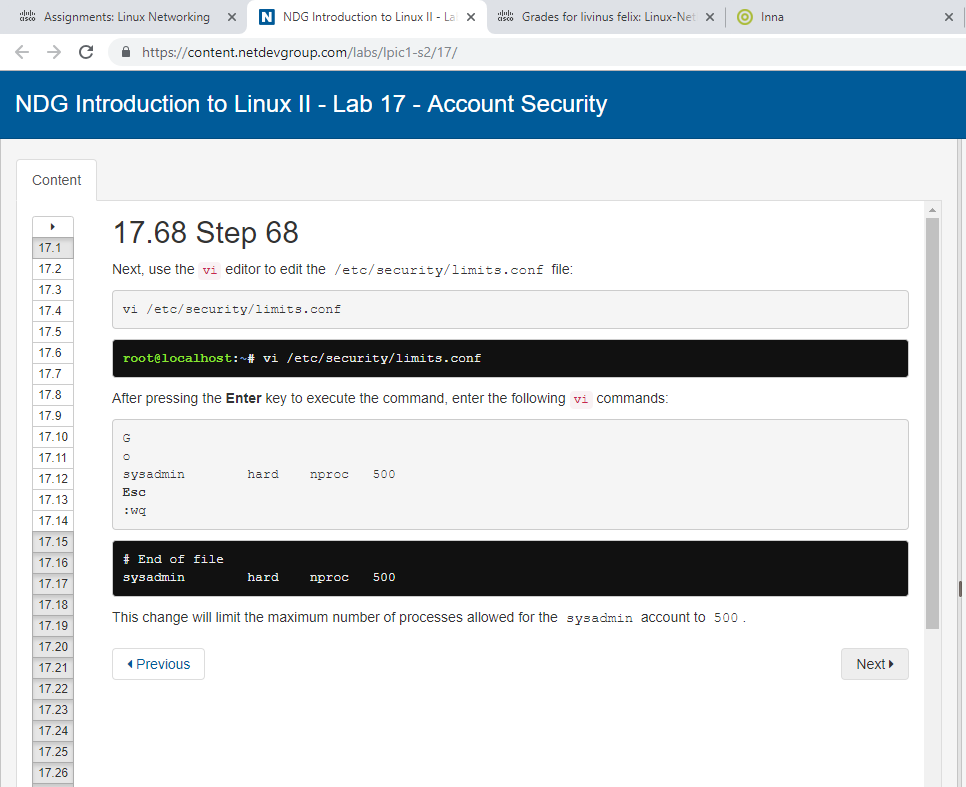 Assignments: Linux Networking
NDG Introduction to Linux II - La
Grades for livinus felix: Linux-Net
Inna
https://content.netdevgroup.com/labs/lpic1-s2/17/
NDG Introduction to Linux II - Lab 17 - Account Security
Content
17.1
17.2
17.3
17.4
17.5
17.6
17.7
17.8
17.9
17.10
17.11
17.12
17.13
17.14
17.15
17.16
17.17
17.18
17.19
17.20
17.21
17.22
17.23
17.24
17.25
17.26
17.68 Step 68
Next, use the vi editor to edit the /etc/security/limits.conf file:
vi /etc/security/limits.conf
root@localhost:~# vi /etc/security/limits.conf
After pressing the Enter key to execute the command, enter the following vi commands:
G
o
sysadmin        hard    nproc   500
Esc
:wq
# End of file
sysadmin        hard    nproc   500
This change will limit the maximum number of processes allowed for the sysadmin account to 500 .
Previous
Next